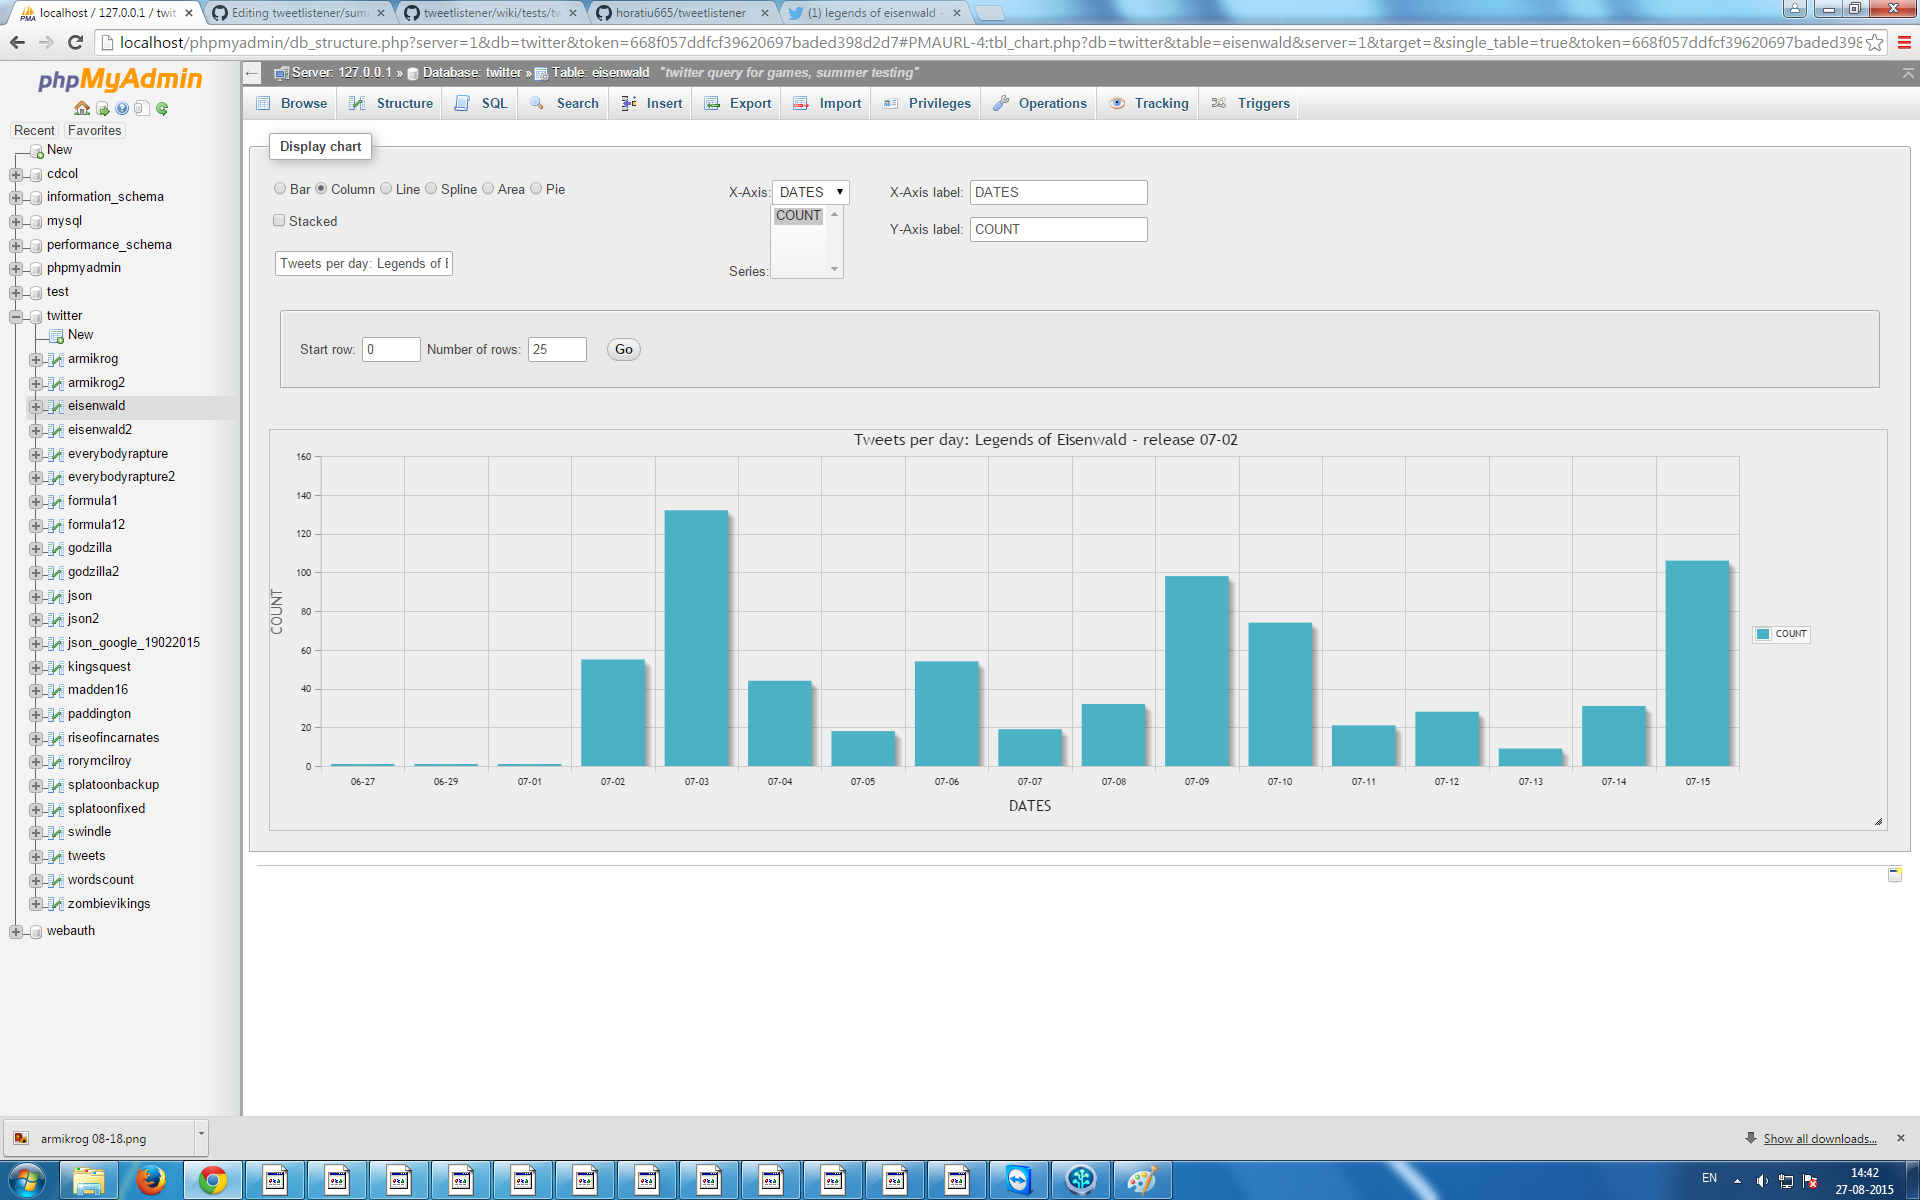 localhost / 127.0.0.1 / twit
Editing tweetlistener/sum
tweetlistener/wiki/tests/tw
horatiu665/tweetlistener
(1) legends of eisenwald -
localhost/phpmyadmin/db_structure.php?server=1&db=twitter&token=668f057ddfcf39620697baded398d2d7#PMAURL-4:tbl_chart.php?db=twitter&table=eisenwald&server=1&target=&single_table=true&token=668f057ddfcf39620697baded398
phpMyAdmin
Recent Favorites
New
cdcol
information_schema
mysql
performance_schema
phpmyadmin
test
twitter
New
armikrog
armikrog2
eisenwald
eisenwald2
everybodyrapture
everybodyrapture2
formula1
formula12
godzilla
godzilla2
json
json2
json_google_19022015
kingsquest
madden16
paddington
riseofincarnates
rorymcilroy
splatoonbackup
splatoonfixed
swindle
tweets
wordscount
zombievikings
webauth
Server: 127.0.0.1 » Database: twitter » Table: eisenwald "twitter query for games, summer testing"
Browse Structure SQL Search Insert Export Import Privileges Operations Tracking Triggers
Display chart
Bar Column Line Spline Area Pie
Stacked
Tweets per day: Legends of E
X-Axis: DATES
COUNT
Series:
X-Axis label: DATES
Y-Axis label: COUNT
Start row: 0 Number of rows: 25 Go
Tweets per day: Legends of Eisenwald - release 07-02
160
140
120
100
80
60
40
20
0
COUNT
06-27 06-29 07-01 07-02 07-03 07-04 07-05 07-06 07-07 07-08 07-09 07-10 07-11 07-12 07-13 07-14 07-15
DATES
COUNT
armikrog 08-18.png
Show all downloads...
EN
14:42
27-08-2015